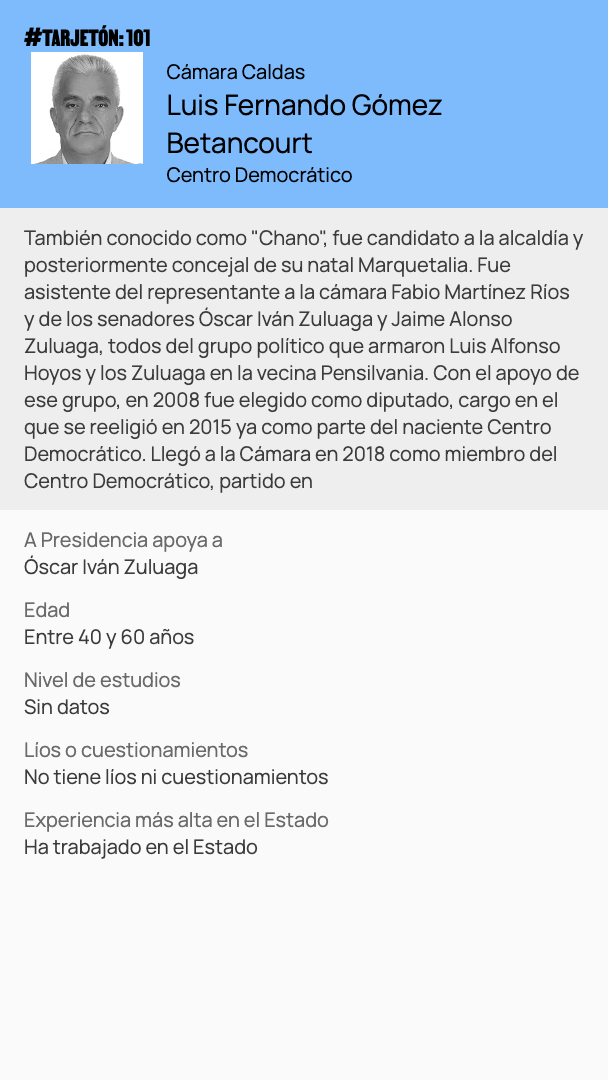 #TARJETÓN: 101
Cámara Caldas
Luis Fernando Gómez
Betancourt
Centro Democrático
También conocido como "Chano", fue candidato a la alcaldía y
posteriormente concejal de su natal Marquetalia. Fue
asistente del representante a la cámara Fabio Martínez Ríos
y de los senadores Óscar Iván Zuluaga y Jaime Alonso
Zuluaga, todos del grupo político que armaron Luis Alfonso
Hoyos y los Zuluaga en la vecina Pensilvania. Con el apoyo de
ese grupo, en 2008 fue elegido como diputado, cargo en el
que se reeligió en 2015 ya como parte del naciente Centro
Democrático. Llegó a la Cámara en 2018 como miembro del
Centro Democrático, partido en
A Presidencia apoya a
Óscar Iván Zuluaga
Edad
Entre 40 y 60 años
Nivel de estudios
Sin datos
Líos o cuestionamientos
No tiene líos ni cuestionamientos
Experiencia más alta en el Estado
Ha trabajado en el Estado